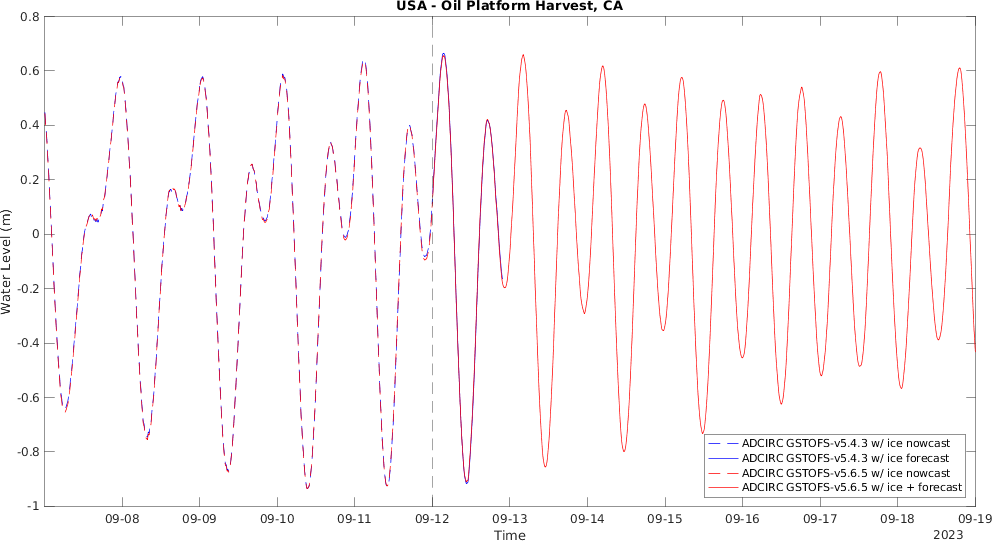 USA - Oil Platform Harvest, CA
Water Level (m)
0.8
0.6
0.4
0.2
0
-0.2
-0.4
-0.6
-0.8
-1
ADCIRC GSTOFS-v5.4.3 w/ ice nowcast
ADCIRC GSTOFS-v5.4.3 w/ ice forecast
ADCIRC GSTOFS-v5.6.5 w/ ice nowcast
ADCIRC GSTOFS-v5.6.5 w/ ice + forecast
09-08 09-09 09-10 09-11 09-12 09-13 09-14 09-15 09-16 09-17 09-18 09-19
Time
2023